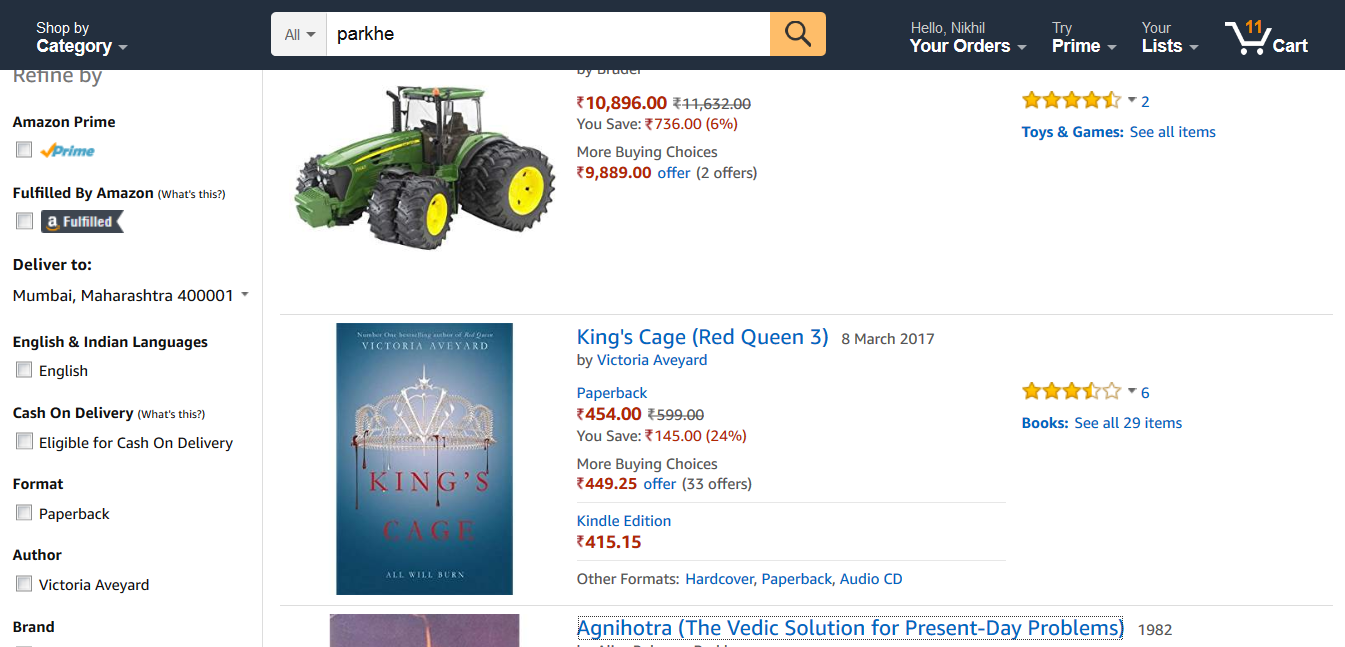 Shop by
Category
All
parkhe
Hello, Nikhil
Your Orders
Try
Prime
Your
Lists
11
Cart
Refine by
Amazon Prime
Prime
Fulfilled By Amazon (What's this?)
a Fulfilled
Deliver to:
Mumbai, Maharashtra 400001
English & Indian Languages
English
Cash On Delivery (What's this?)
Eligible for Cash On Delivery
Format
Paperback
Author
Victoria Aveyard
Brand
by Bruder
₹10,896.00 ₹11,632.00
You Save: ₹736.00 (6%)
More Buying Choices
₹9,889.00 offer (2 offers)
2
Toys & Games: See all items
Number One bestselling author of Red Queen
VICTORIA AVEYARD
KING'S
CAGE
ALL WILL BURN
King's Cage (Red Queen 3) 8 March 2017
by Victoria Aveyard
Paperback
₹454.00 ₹599.00
You Save: ₹145.00 (24%)
More Buying Choices
₹449.25 offer (33 offers)
Kindle Edition
₹415.15
Other Formats: Hardcover, Paperback, Audio CD
6
Books: See all 29 items
Agnihotra (The Vedic Solution for Present-Day Problems) 1982